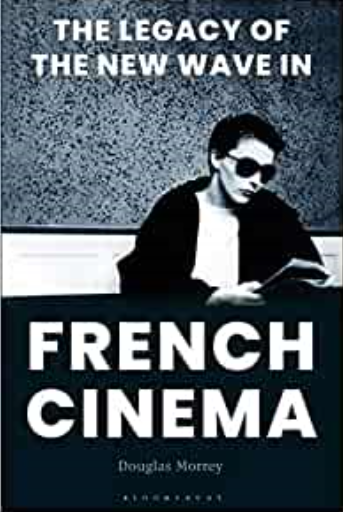 THE LEGACY OF
THE NEW WAVE IN
FRENCH
CINEMA
Douglas Morrey
BLOOMSBURY